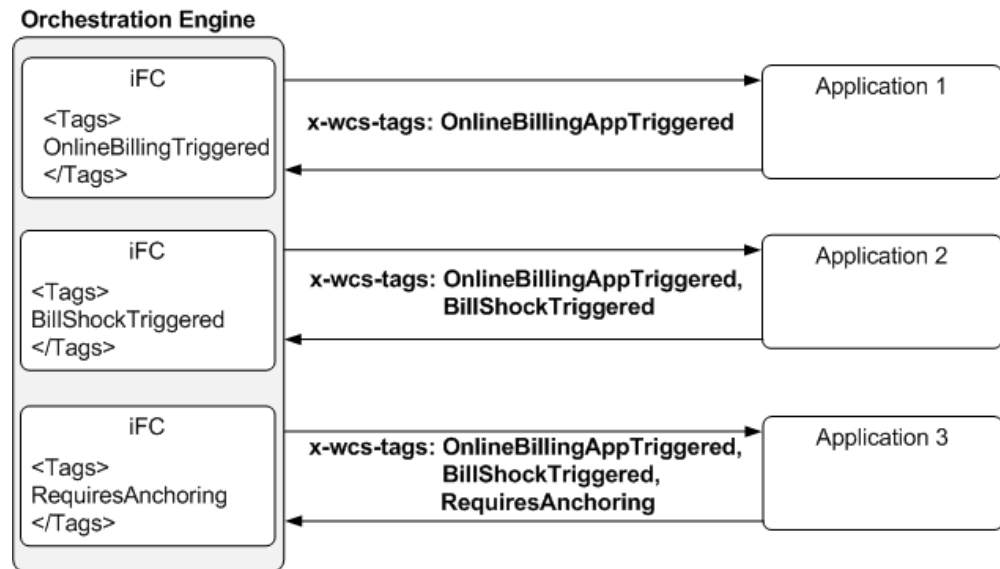 Orchestration Engine
iFC
<Tags>
OnlineBillingTriggered
</Tags>
x-wcs-tags: OnlineBillingAppTriggered
Application 1
iFC
<Tags>
BillShockTriggered
</Tags>
x-wcs-tags: OnlineBillingAppTriggered,
BillShockTriggered
Application 2
iFC
<Tags>
RequiresAnchoring
</Tags>
x-wcs-tags: OnlineBillingAppTriggered,
BillShockTriggered,
RequiresAnchoring
Application 3